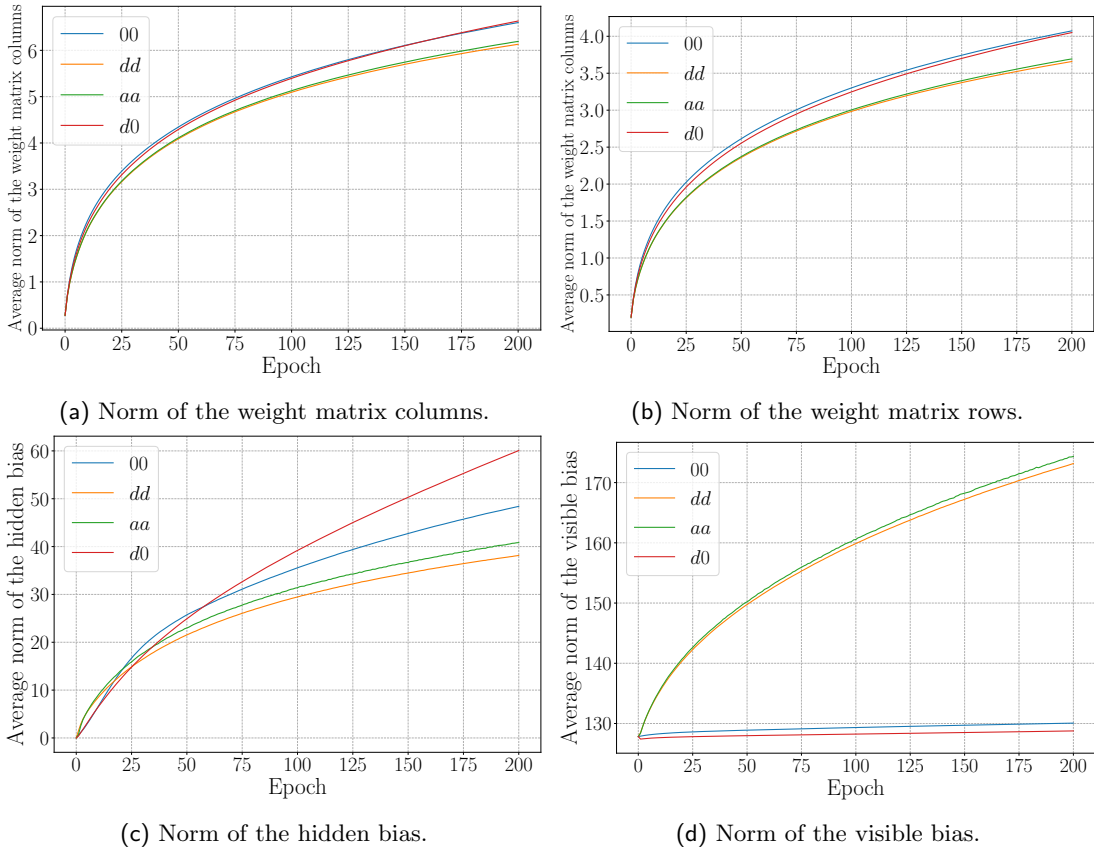 Average norm of the weight matrix columns
6
5
4
3
2
1
0
00
dd
aa
d0
0 25 50 75 100 125 150 175 200
Epoch
(a) Norm of the weight matrix columns.
Average norm of the weight matrix columns
4.0
3.5
3.0
2.5
2.0
1.5
1.0
0.5
00
dd
aa
d0
0 25 50 75 100 125 150 175 200
Epoch
(b) Norm of the weight matrix rows.
Average norm of the hidden bias
60
50
40
30
20
10
0
00
dd
aa
d0
0 25 50 75 100 125 150 175 200
Epoch
(c) Norm of the hidden bias.
Average norm of the visible bias
170
160
150
140
130
00
dd
aa
d0
0 25 50 75 100 125 150 175 200
Epoch
(d) Norm of the visible bias.